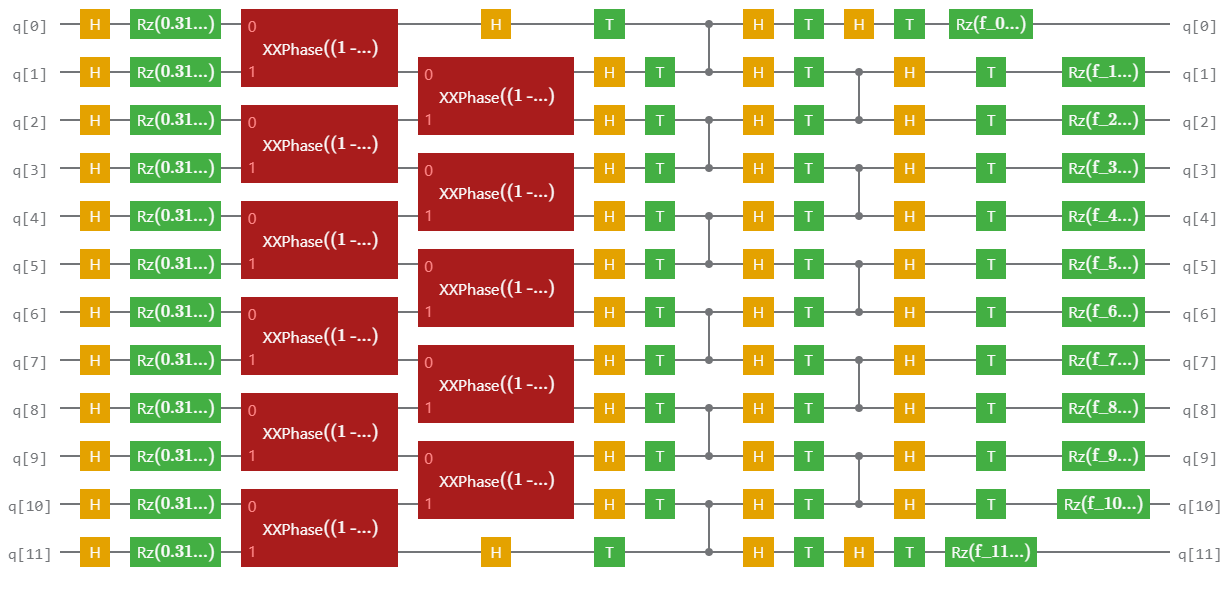 q[0] H Rz(0.31...) 0 H T H T H T Rz(f_0...) q[0]
XXPhase((1 -...)
q[1] H Rz(0.31...) 1 0 H T H T H T Rz(f_1...) q[1]
XXPhase((1 -...)
q[2] H Rz(0.31...) 0 1 H T H T H T Rz(f_2...) q[2]
XXPhase((1 -...)
q[3] H Rz(0.31...) 1 0 H T H T H T Rz(f_3...) q[3]
XXPhase((1 -...)
q[4] H Rz(0.31...) 0 1 H T H T H T Rz(f_4...) q[4]
XXPhase((1 -...)
q[5] H Rz(0.31...) 1 0 H T H T H T Rz(f_5...) q[5]
XXPhase((1 -...)
q[6] H Rz(0.31...) 0 1 H T H T H T Rz(f_6...) q[6]
XXPhase((1 -...)
q[7] H Rz(0.31...) 1 0 H T H T H T Rz(f_7...) q[7]
XXPhase((1 -...)
q[8] H Rz(0.31...) 0 1 H T H T H T Rz(f_8...) q[8]
XXPhase((1 -...)
q[9] H Rz(0.31...) 1 0 H T H T H T Rz(f_9...) q[9]
XXPhase((1 -...)
q[10] H Rz(0.31...) 0 1 H T H T H T Rz(f_10...) q[10]
XXPhase((1 -...)
q[11] H Rz(0.31...) 1 H T H T H T Rz(f_11...) q[11]